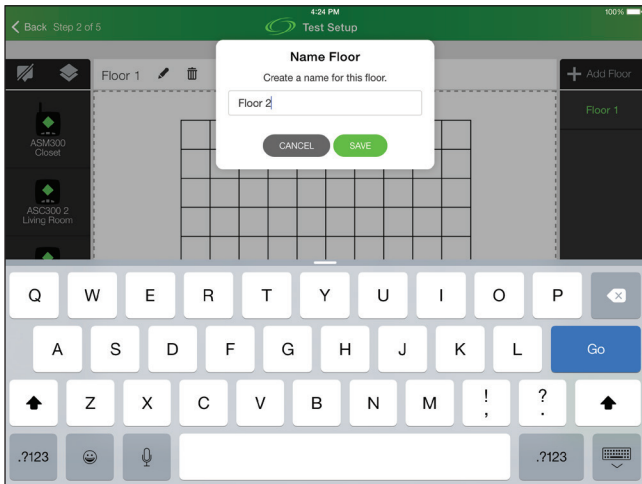 4:24 PM
100%
Back Step 2 of 5
Test Setup
Name Floor
Create a name for this floor.
Floor 2
CANCEL
SAVE
Floor 1
Add Floor
Floor 1
ASM300
Closet
ASC300 2
Living Room
Q W E R T Y U I O P
A S D F G H J K L Go
Z X C V B N M ! , ? .
.?123 .?123